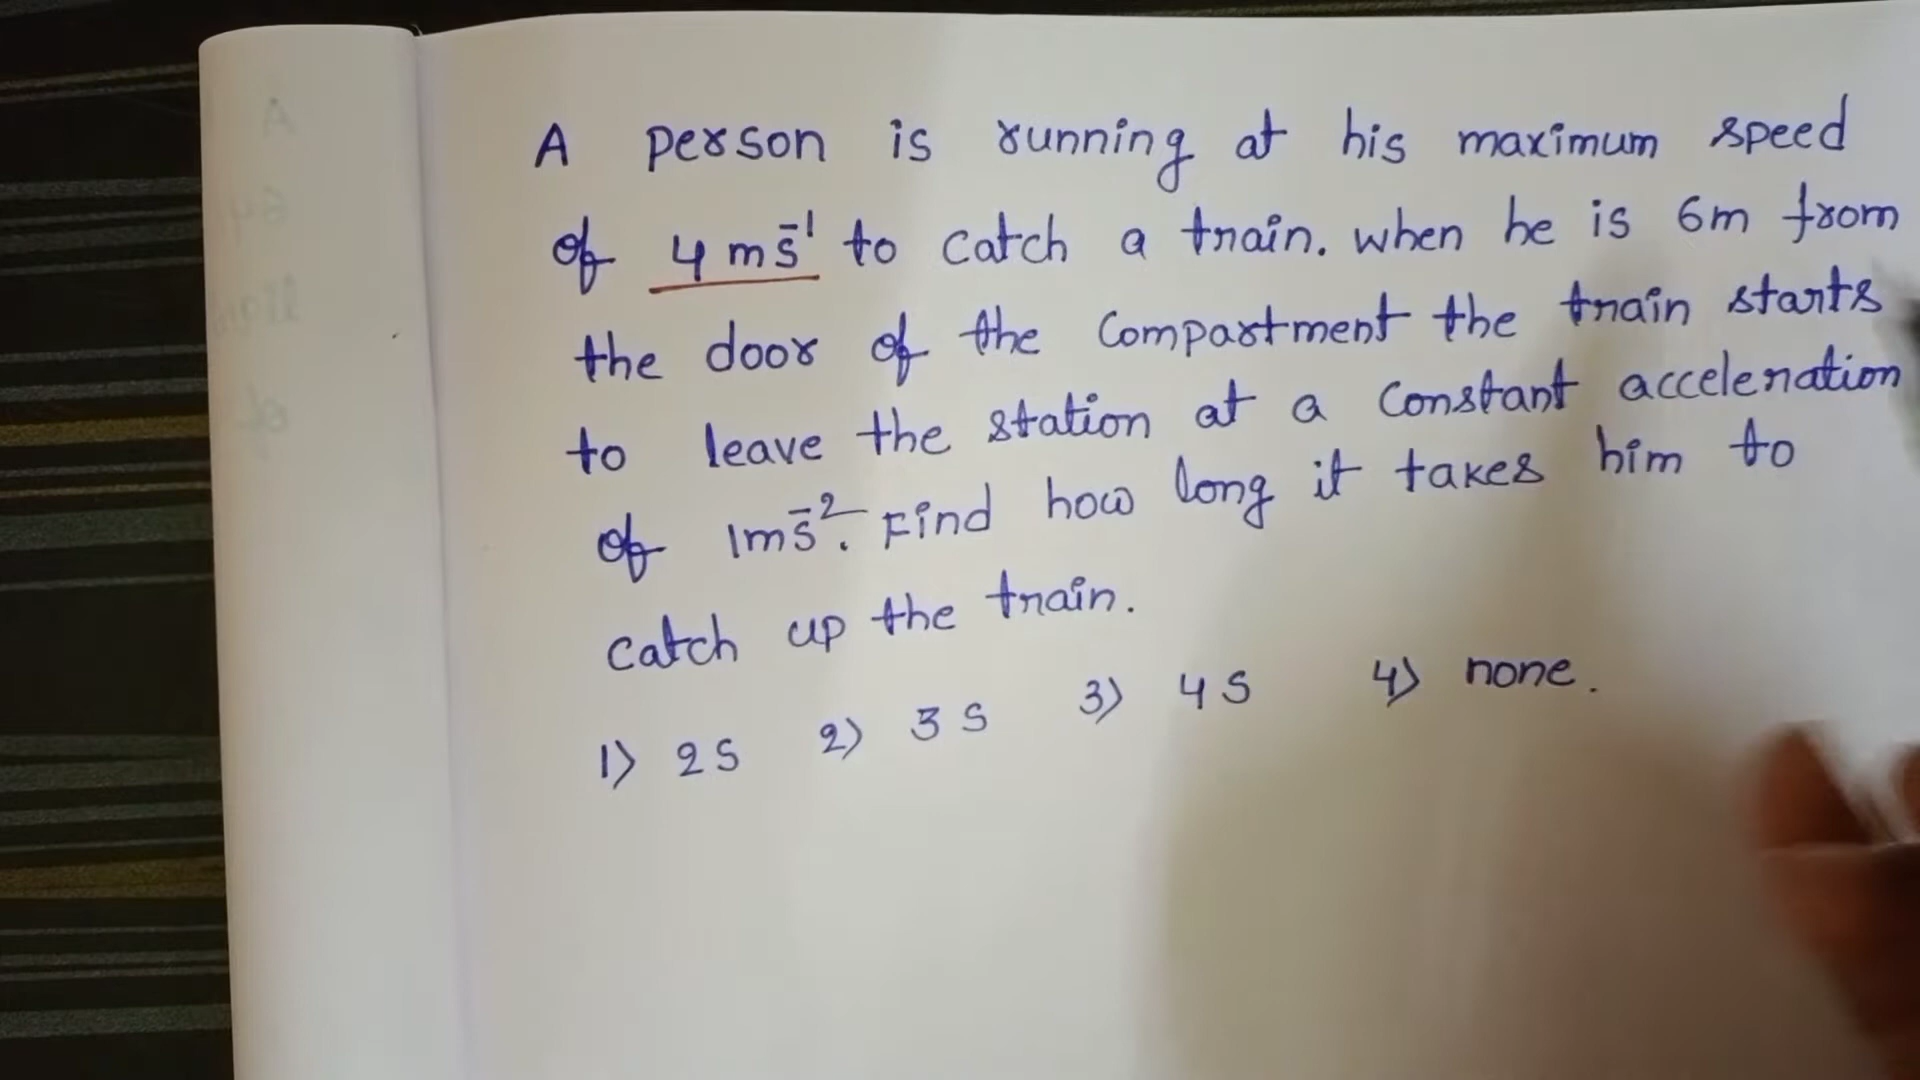 A person is running at his maximum speed
of 4 ms⁻¹ to catch a train. when he is 6m from
the door of the compartment the train starts
to leave the station at a constant acceleration
of 1ms⁻². Find how long it takes him to
catch up the train.
1) 2 S 2) 3 S 3) 4 S 4) none.